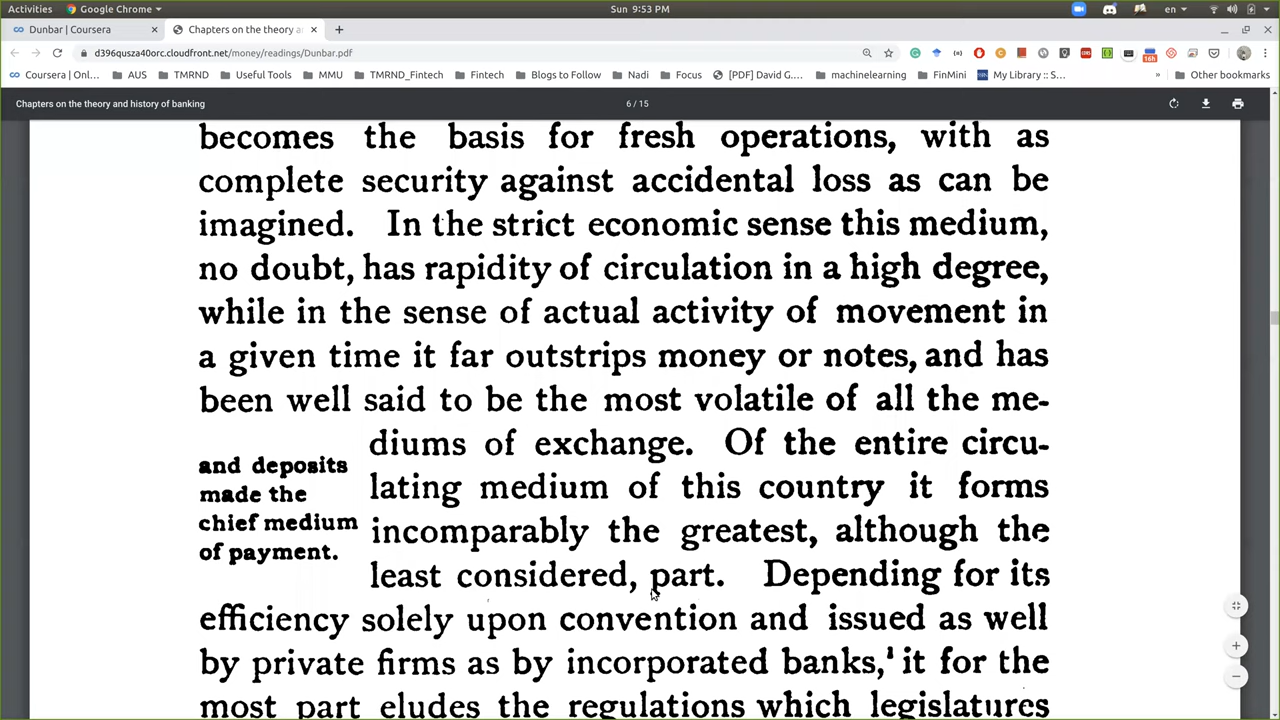 Activities
Google Chrome
Sun 9:53 PM
en
Dunbar | Coursera
Chapters on the theory a
d396qusza40orc.cloudfront.net/money/readings/Dunbar.pdf
Coursera | Onl...
AUS
TMRND
Useful Tools
MMU
TMRND_Fintech
Fintech
Blogs to Follow
Nadi
Focus
[PDF] David G....
machinelearning
FinMini
My Library :: S...
16h
»
Other bookmarks
Chapters on the theory and history of banking
6 / 15
becomes the basis for fresh operations, with as
complete security against accidental loss as can be
imagined. In the strict economic sense this medium,
no doubt, has rapidity of circulation in a high degree,
while in the sense of actual activity of movement in
a given time it far outstrips money or notes, and has
been well said to be the most volatile of all the me-
diums of exchange. Of the entire circu-
lating medium of this country it forms
incomparably the greatest, although the
least considered, part. Depending for its
and deposits
made the
chief medium
of payment.
efficiency solely upon convention and issued as well
by private firms as by incorporated banks,¹ it for the
most part eludes the regulations which legislatures